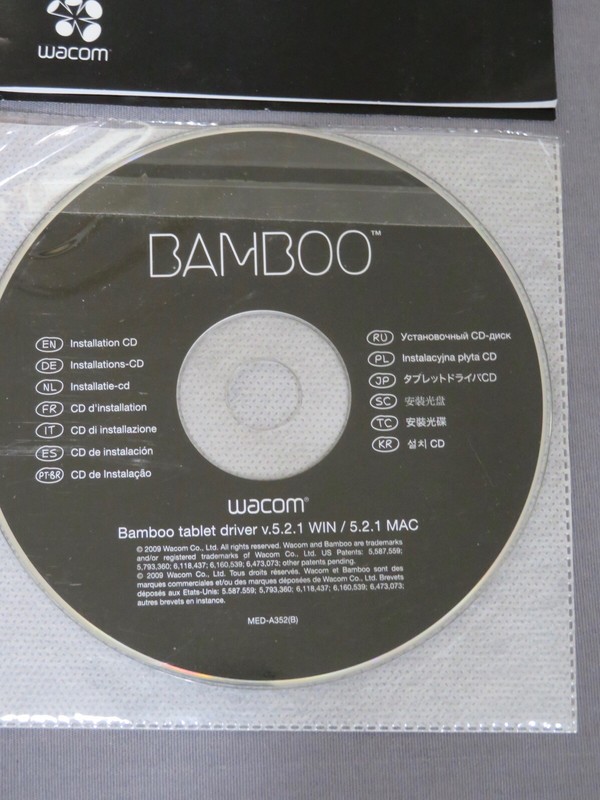 wacom
BAMBOO™
EN Installation CD
DE Installations-CD
NL Installatie-cd
FR CD d'installation
IT CD di installazione
ES CD de instalación
PT-BR CD de Instalação
RU Установочный CD-диск
PL Instalacyjna płyta CD
JP タブレットドライバCD
SC 安装光盘
TC 安裝光碟
KR 설치 CD
wacom®
Bamboo tablet driver v.5.2.1 WIN / 5.2.1 MAC
© 2009 Wacom Co., Ltd. All rights reserved. Wacom and Bamboo are trademarks
and/or registered trademarks of Wacom Co., Ltd. US Patents: 5,587,559;
5,793,360; 6,118,437; 6,160,539; 6,473,073; other patents pending.
© 2009 Wacom Co., Ltd. Tous droits réservés. Wacom et Bamboo sont des
marques commerciales et/ou des marques déposées de Wacom Co., Ltd. Brevets
déposés aux Etats-Unis: 5.587.559; 5,793,360; 6,118,437; 6,160,539; 6,473,073;
autres brevets en instance.
MED-A352(B)